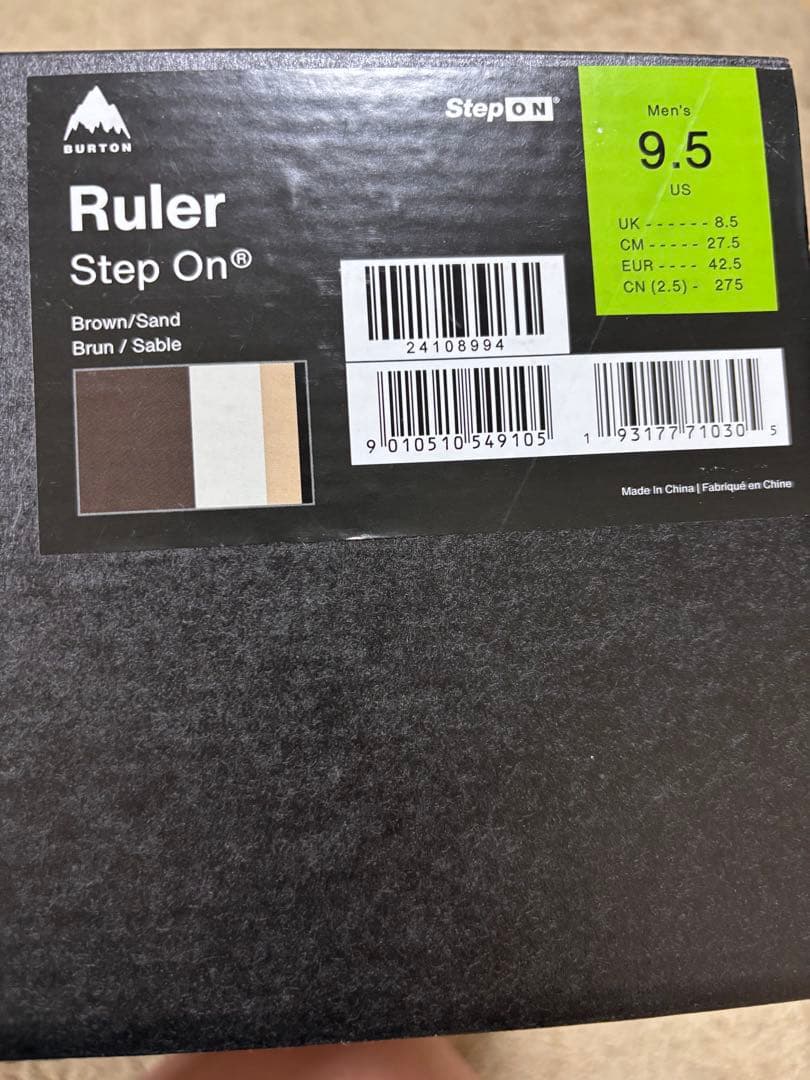 BURTON
Ruler
Step On®
Brown/Sand
Brun / Sable
Step ON®
Men's
9.5
US
UK - - - - - - 8.5
CM - - - - - 27.5
EUR - - - - 42.5
CN (2.5) - 275
24108994
9 010510 549105
1 93177 71030 5
Made In China | Fabriqué en Chine